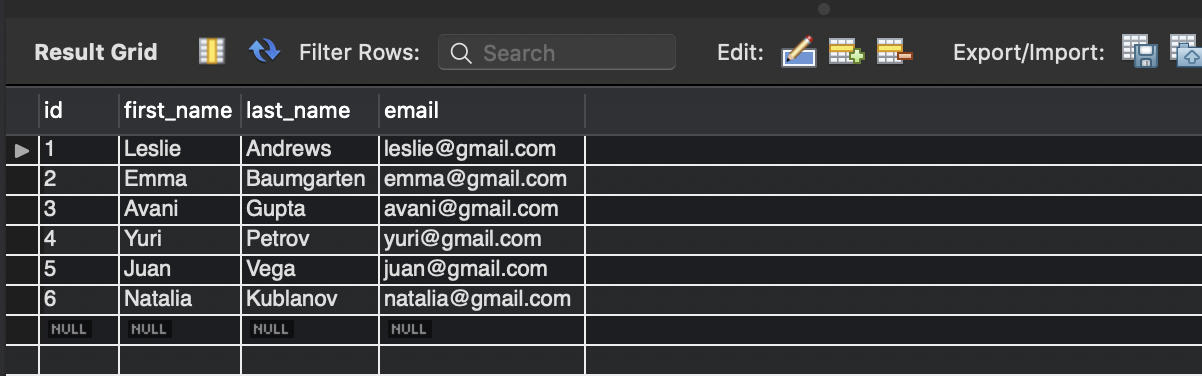 Result Grid Filter Rows: Search Edit: Export/Import:
id first_name last_name email
1 Leslie Andrews leslie@gmail.com
2 Emma Baumgarten emma@gmail.com
3 Avani Gupta avani@gmail.com
4 Yuri Petrov yuri@gmail.com
5 Juan Vega juan@gmail.com
6 Natalia Kublanov natalia@gmail.com
NULL NULL NULL NULL